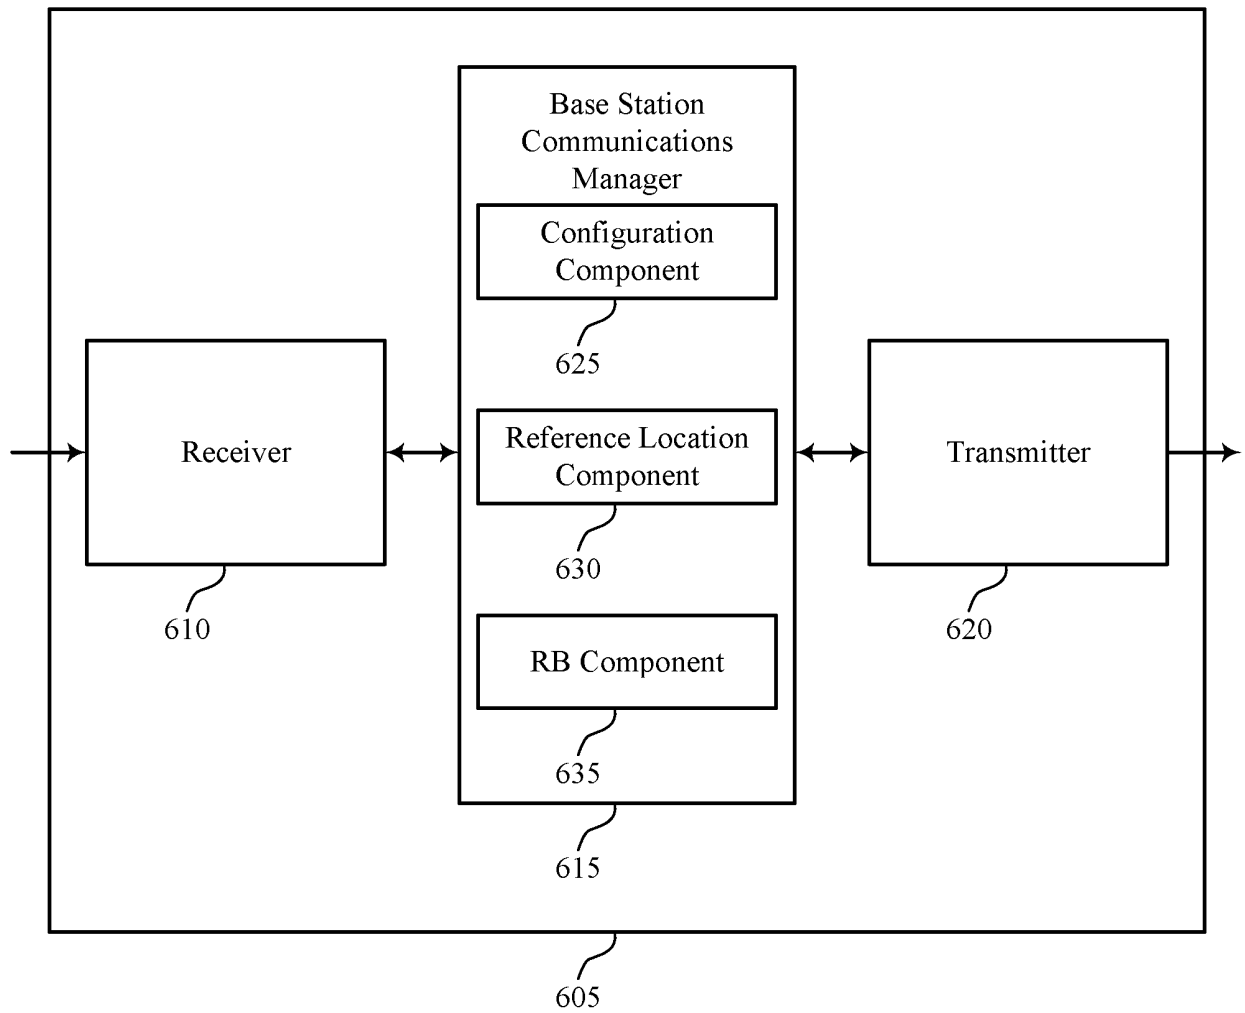 Base Station
Communications
Manager
Configuration
Component
625
Receiver
610
Reference Location
Component
630
Transmitter
620
RB Component
635
615
605